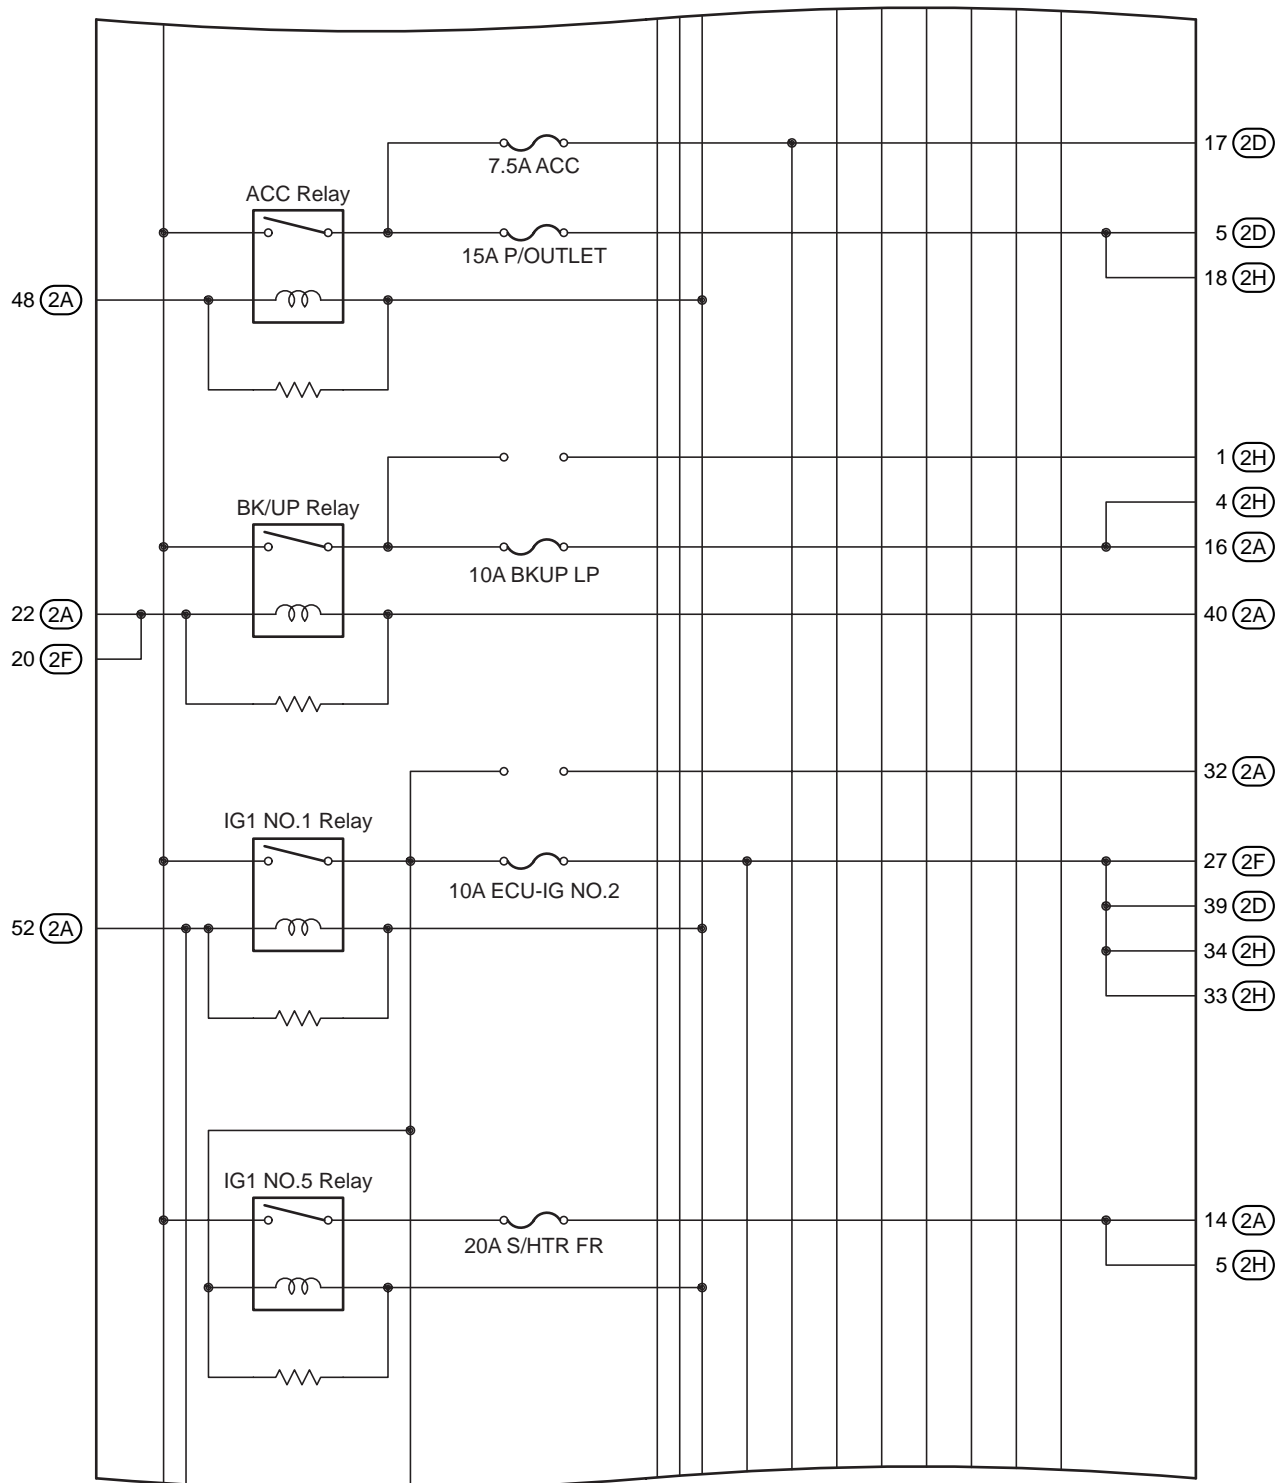 7.5A ACC
17 2D
ACC Relay
15A P/OUTLET
5 2D
18 2H
48 2A
1 2H
4 2H
BK/UP Relay
10A BKUP LP
16 2A
22 2A
40 2A
20 2F
32 2A
IG1 NO.1 Relay
10A ECU-IG NO.2
27 2F
39 2D
52 2A
34 2H
33 2H
IG1 NO.5 Relay
20A S/HTR FR
14 2A
5 2H